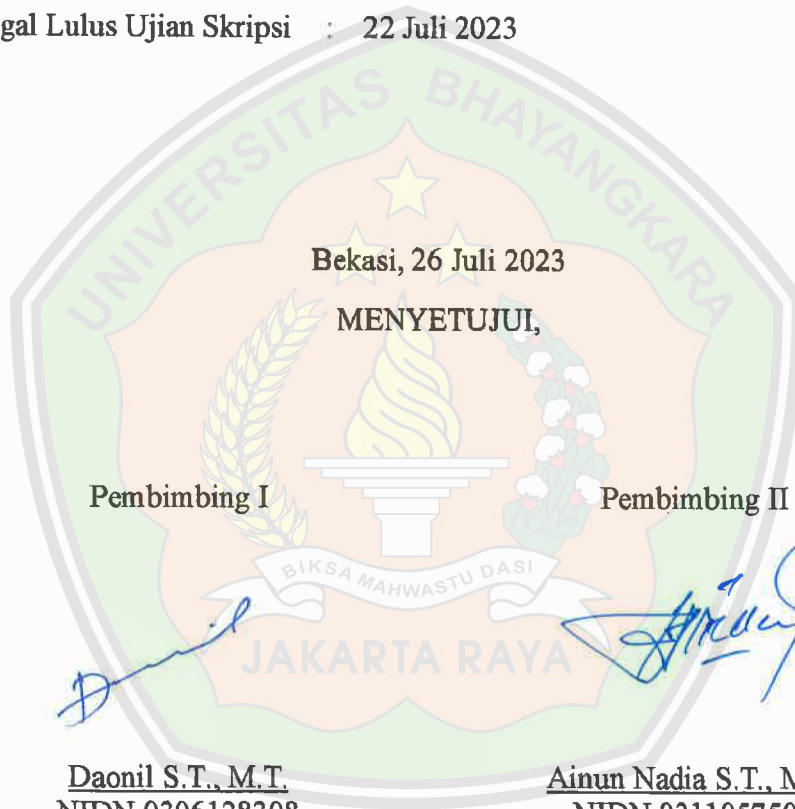 gal Lulus Ujian Skripsi : 22 Juli 2023
UNIVERSITAS BHAYANGKARA
Bekasi, 26 Juli 2023
MENYETUJUI,
Pembimbing I Pembimbing II
BIKSA MAHWASTU DASI
JAKARTA RAYA
Daonil S.T., M.T. Ainun Nadia S.T., M
NIDN